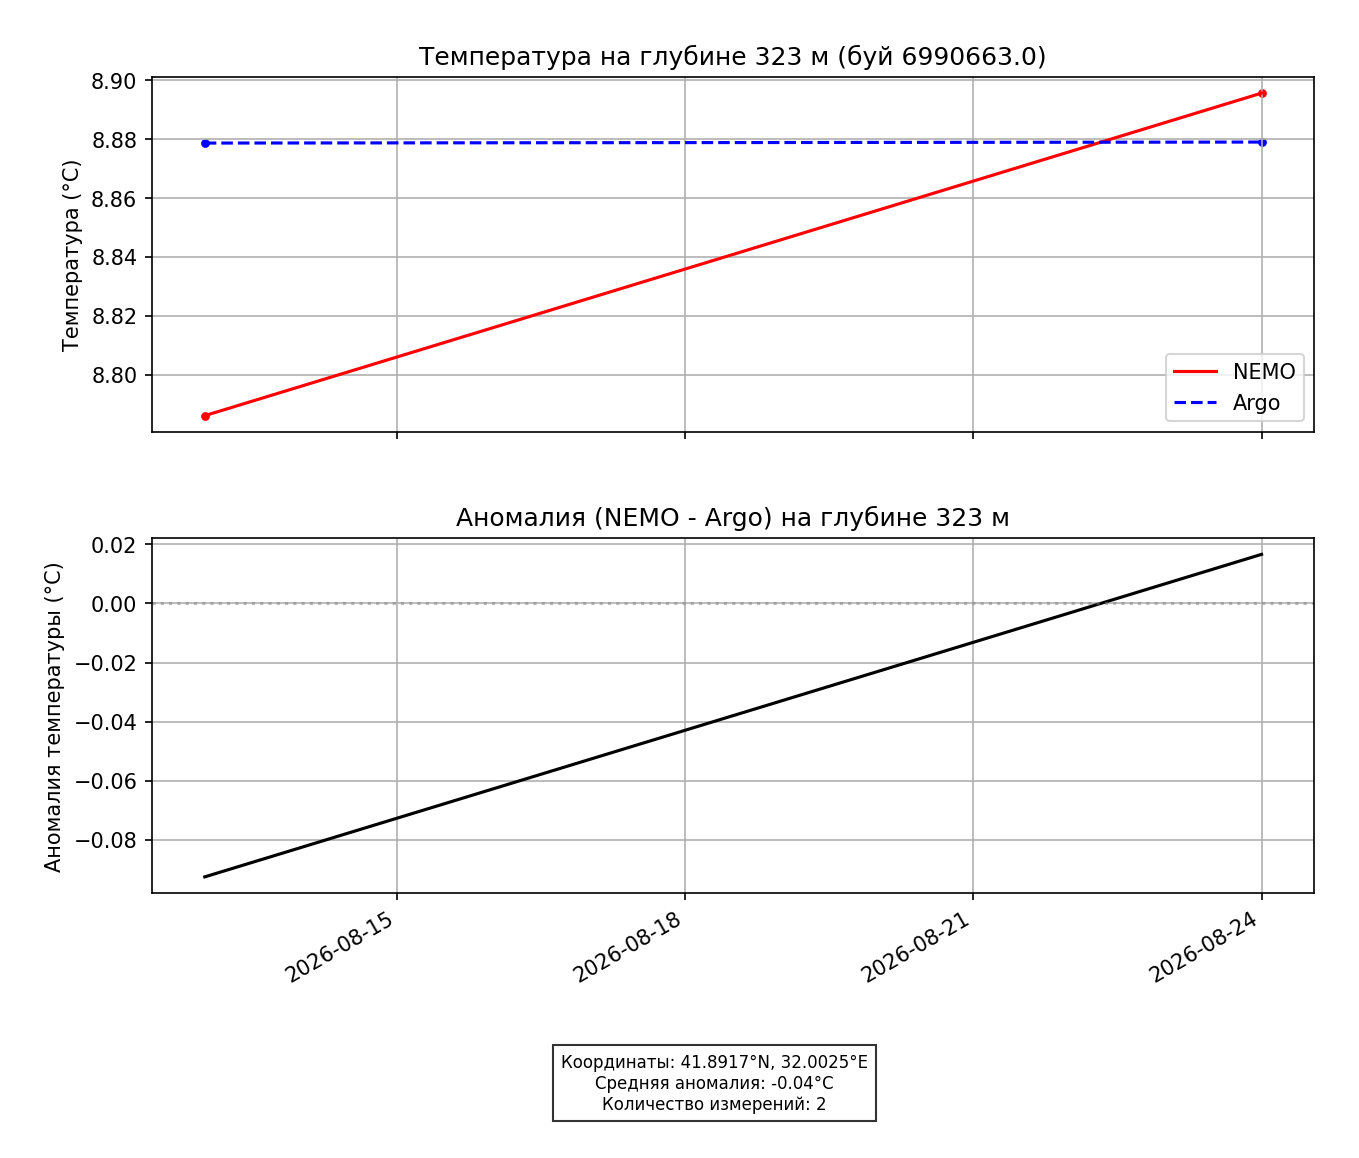 Температура на глубине 323 м (буй 6990663.0)
Температура (°C)
8.90
8.88
8.86
8.84
8.82
8.80
NEMO
Argo
Аномалия (NEMO - Argo) на глубине 323 м
Аномалия температуры (°C)
0.02
0.00
−0.02
−0.04
−0.06
−0.08
2026-08-15
2026-08-18
2026-08-21
2026-08-24
Координаты: 41.8917°N, 32.0025°E
Средняя аномалия: -0.04°C
Количество измерений: 2